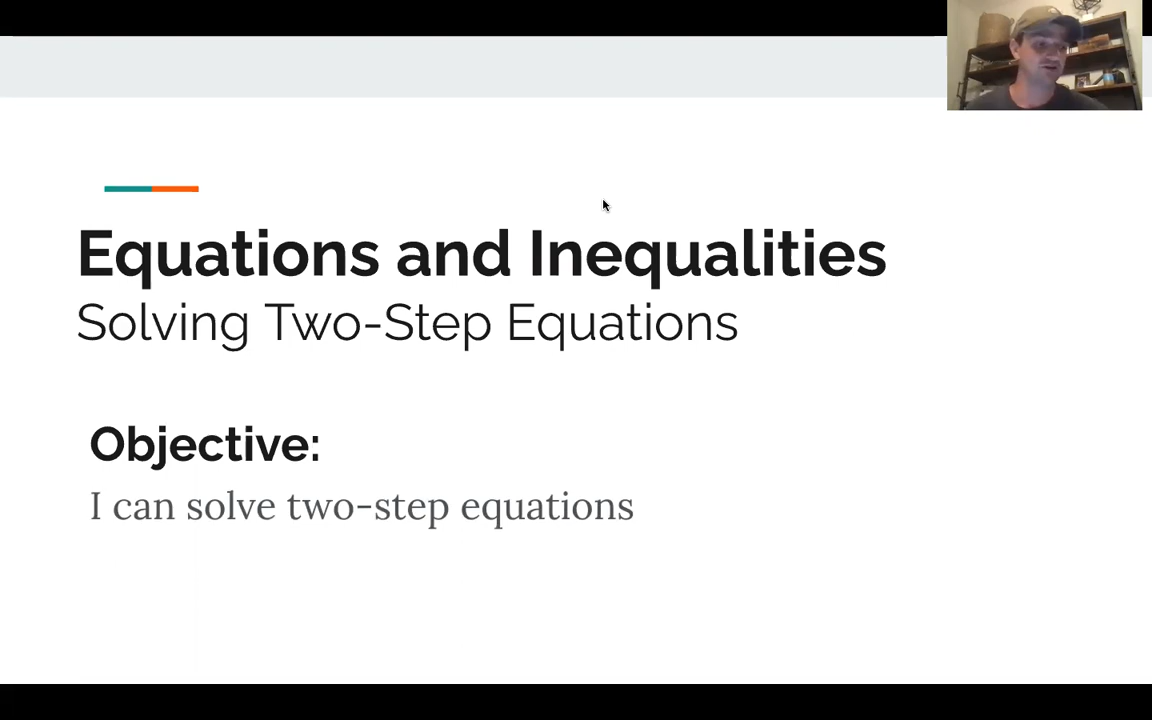 Equations and Inequalities
Solving Two-Step Equations
Objective:
I can solve two-step equations